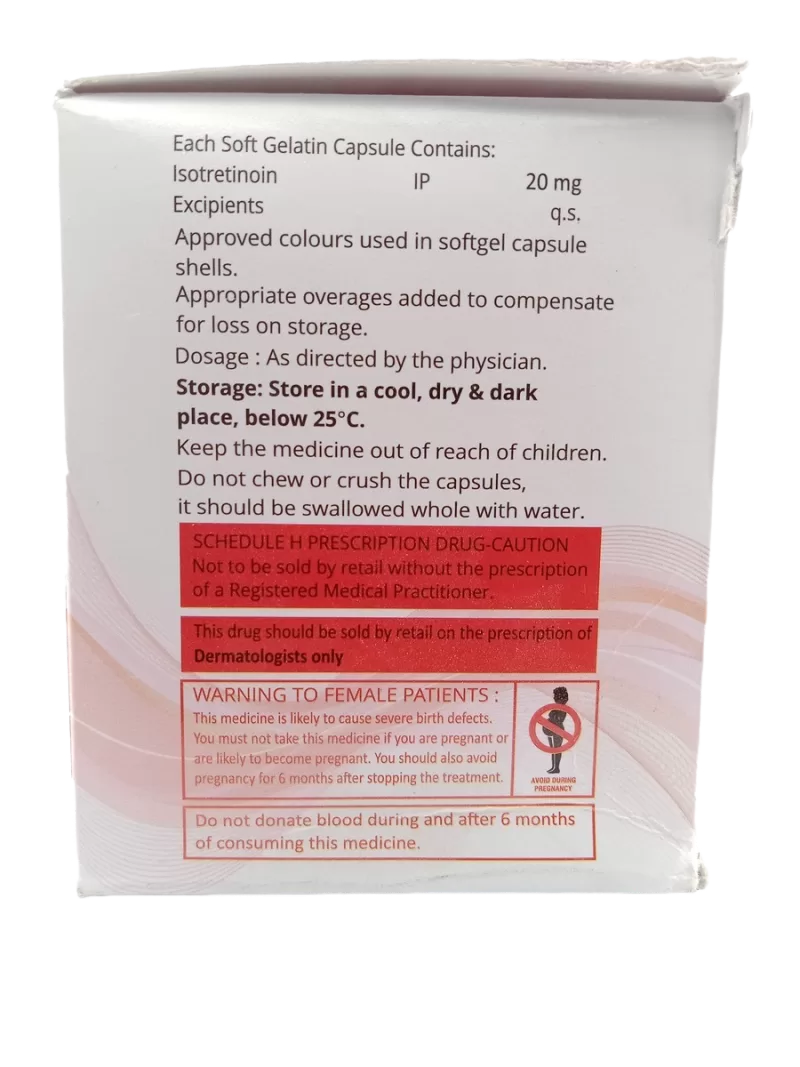 Each Soft Gelatin Capsule Contains:
Isotretinoin IP 20 mg
Excipients q.s.
Approved colours used in softgel capsule
shells.
Appropriate overages added to compensate
for loss on storage.
Dosage : As directed by the physician.
Storage: Store in a cool, dry & dark
place, below 25°C.
Keep the medicine out of reach of children.
Do not chew or crush the capsules,
it should be swallowed whole with water.
SCHEDULE H PRESCRIPTION DRUG-CAUTION
Not to be sold by retail without the prescription
of a Registered Medical Practitioner.
This drug should be sold by retail on the prescription of
Dermatologists only
WARNING TO FEMALE PATIENTS :
This medicine is likely to cause severe birth defects.
You must not take this medicine if you are pregnant or
are likely to become pregnant. You should also avoid
pregnancy for 6 months after stopping the treatment.
AVOID DURING
PREGNANCY
Do not donate blood during and after 6 months
of consuming this medicine.